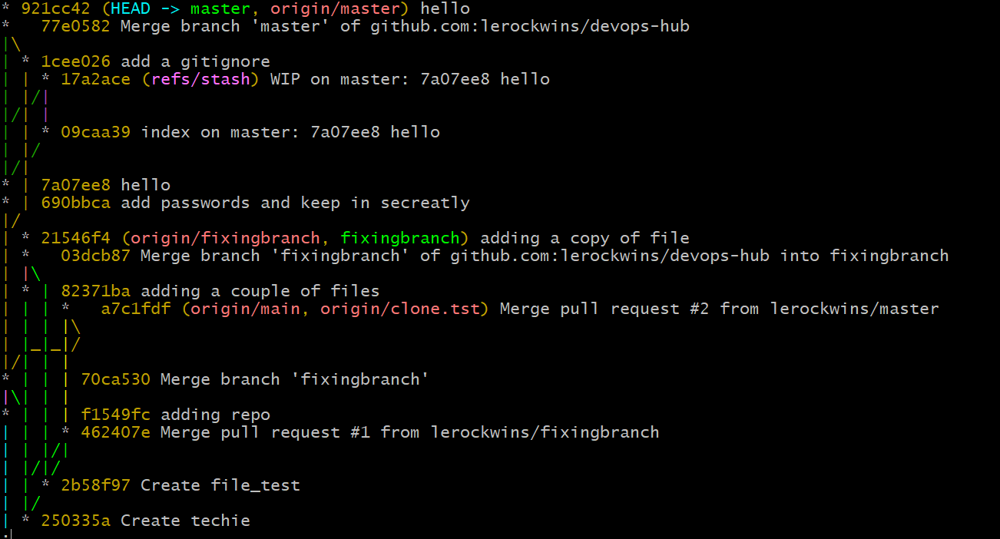 * 921cc42 (HEAD -> master, origin/master) hello
*   77e0582 Merge branch 'master' of github.com:lerockwins/devops-hub
|\
| * 1cee026 add a gitignore
| | * 17a2ace (refs/stash) WIP on master: 7a07ee8 hello
| |/|
|/| |
| | * 09caa39 index on master: 7a07ee8 hello
| |/
|/|
* | 7a07ee8 hello
* | 690bbca add passwords and keep in secreatly
|/
| * 21546f4 (origin/fixingbranch, fixingbranch) adding a copy of file
| *   03dcb87 Merge branch 'fixingbranch' of github.com:lerockwins/devops-hub into fixingbranch
| |\
| * | 82371ba adding a couple of files
| | | *   a7c1fdf (origin/main, origin/clone.tst) Merge pull request #2 from lerockwins/master
| | | |\
| |_|_|/
|/| | |
* | | | 70ca530 Merge branch 'fixingbranch'
|\| | |
* | | | f1549fc adding repo
| | | * 462407e Merge pull request #1 from lerockwins/fixingbranch
| | |/|
| |/|/
| | * 2b58f97 Create file_test
| |/
| * 250335a Create techie